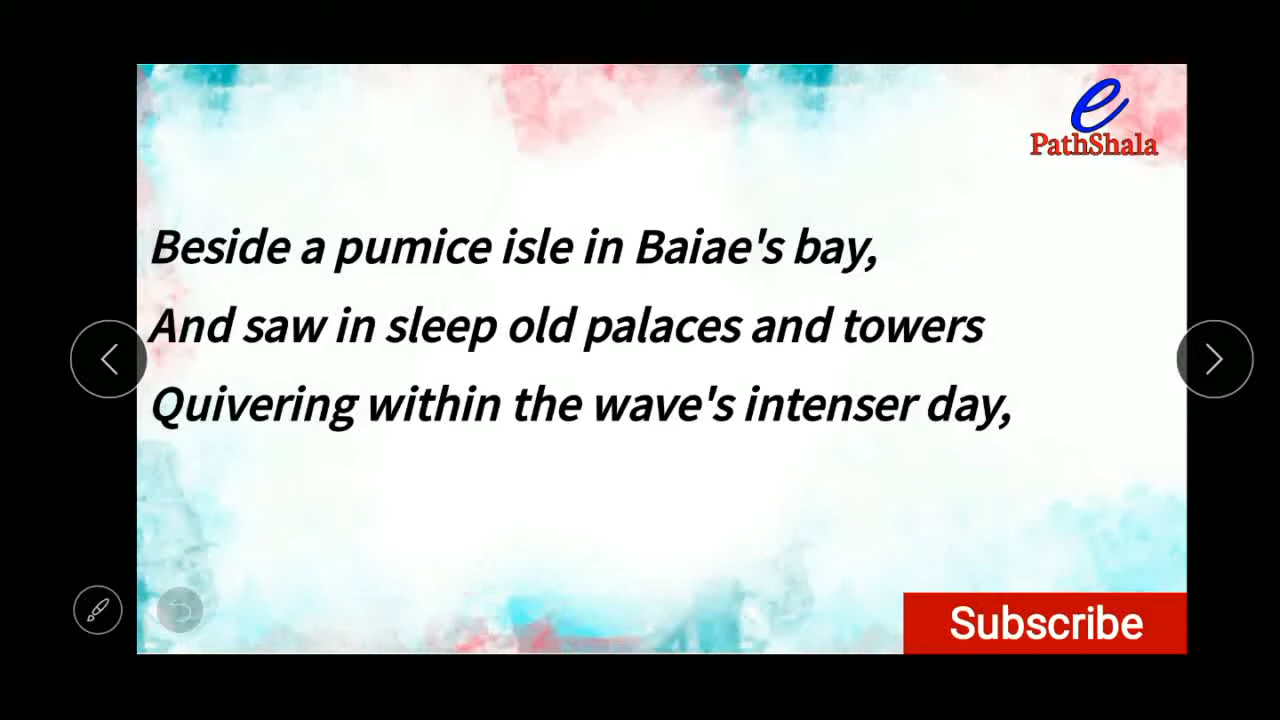 e
PathShala
Beside a pumice isle in Baiae's bay,
And saw in sleep old palaces and towers
Quivering within the wave's intenser day,
Subscribe